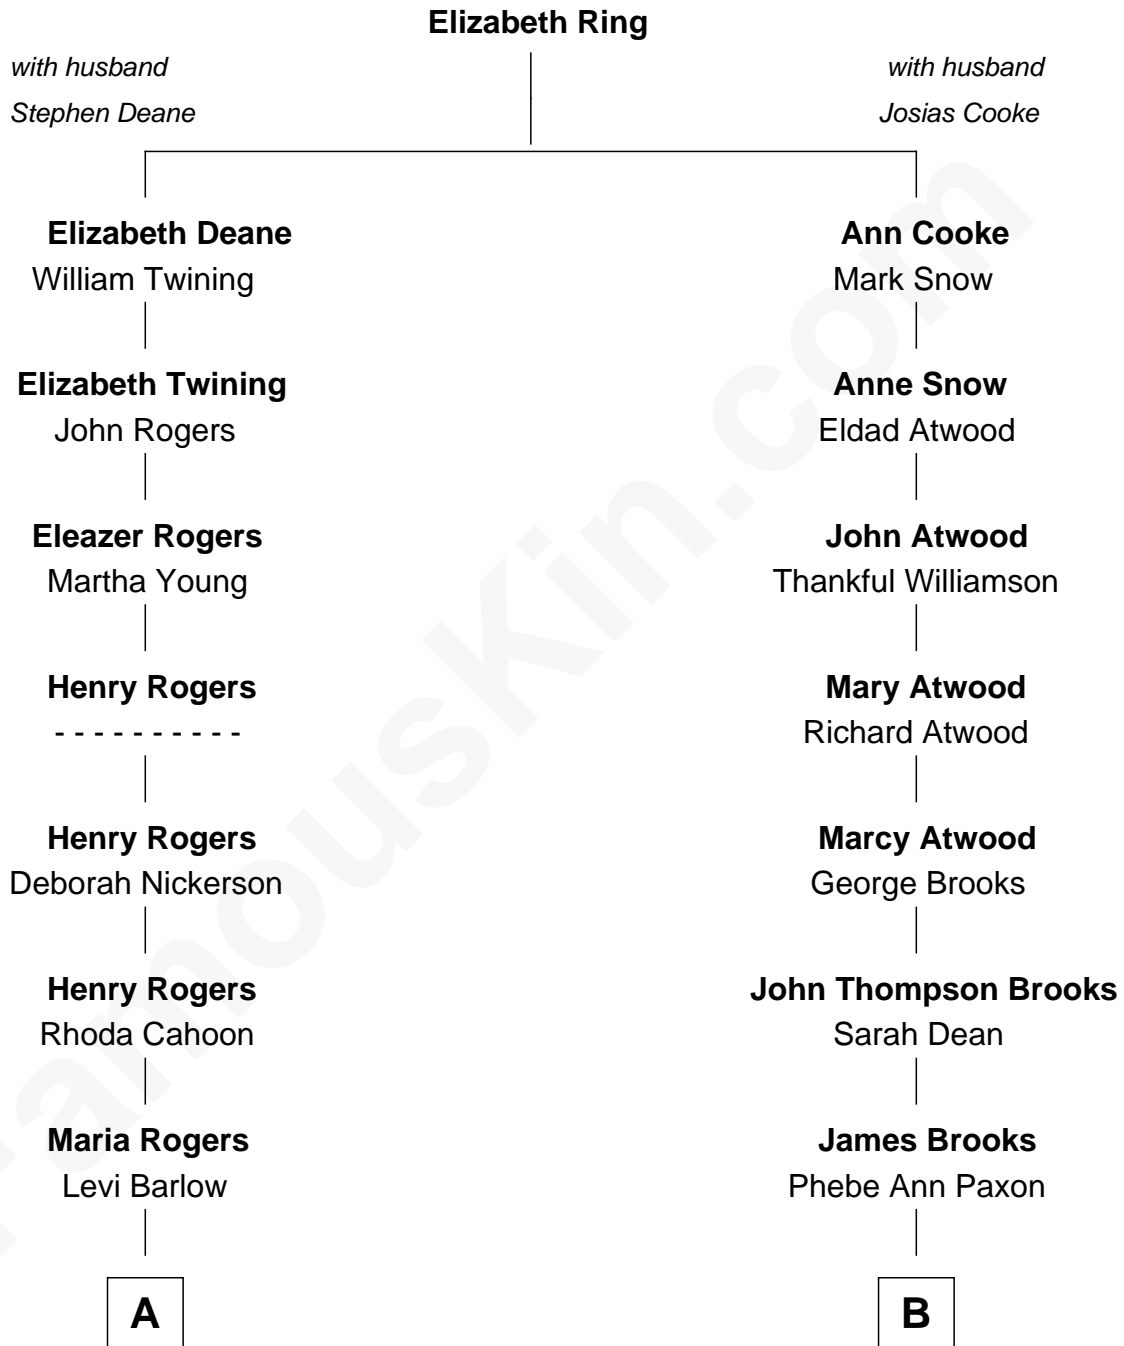 Elizabeth Ring
with husband
Stephen Deane
with husband
Josias Cooke
Elizabeth Deane
William Twining
Ann Cooke
Mark Snow
Elizabeth Twining
John Rogers
Anne Snow
Eldad Atwood
Eleazer Rogers
Martha Young
John Atwood
Thankful Williamson
Henry Rogers
- - - - - - - - - -
Mary Atwood
Richard Atwood
Henry Rogers
Deborah Nickerson
Marcy Atwood
George Brooks
Henry Rogers
Rhoda Cahoon
John Thompson Brooks
Sarah Dean
Maria Rogers
Levi Barlow
James Brooks
Phebe Ann Paxon
A
B
FamousKin.com